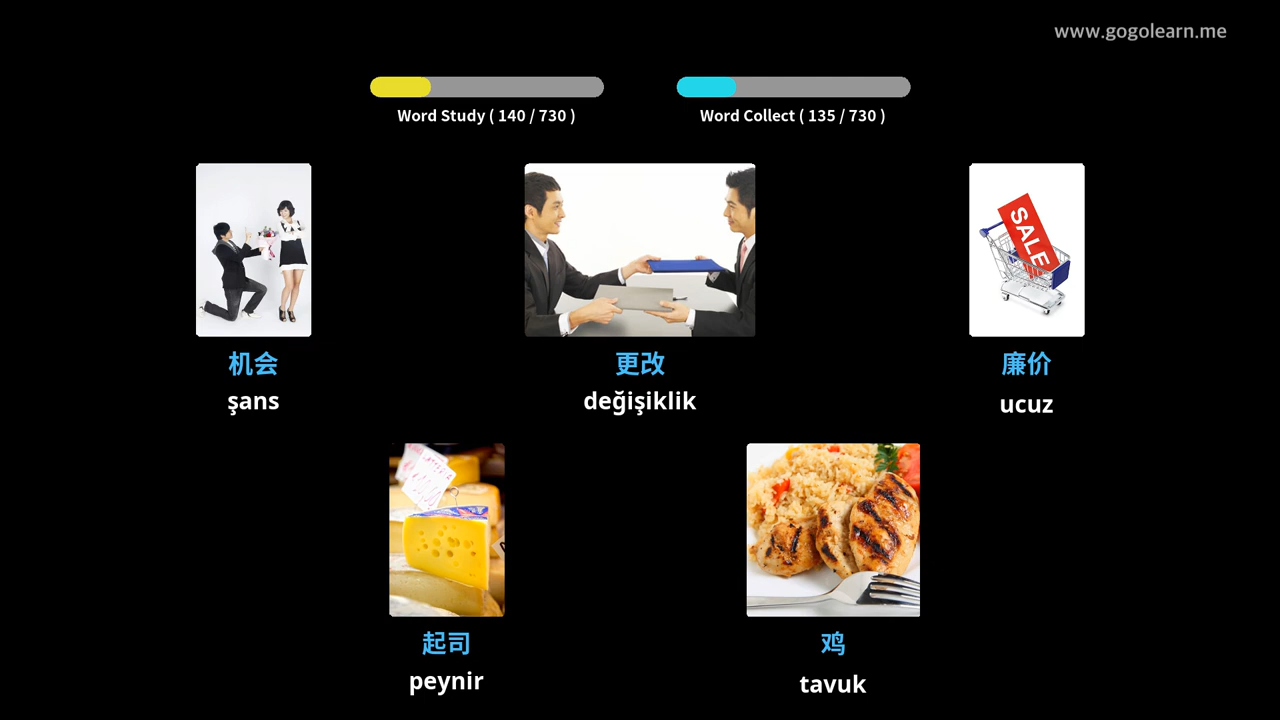 www.gogolearn.me
Word Study ( 140 / 730 )
Word Collect ( 135 / 730 )
SALE
机会
更改
廉价
şans
değişiklik
ucuz
起司
鸡
peynir
tavuk